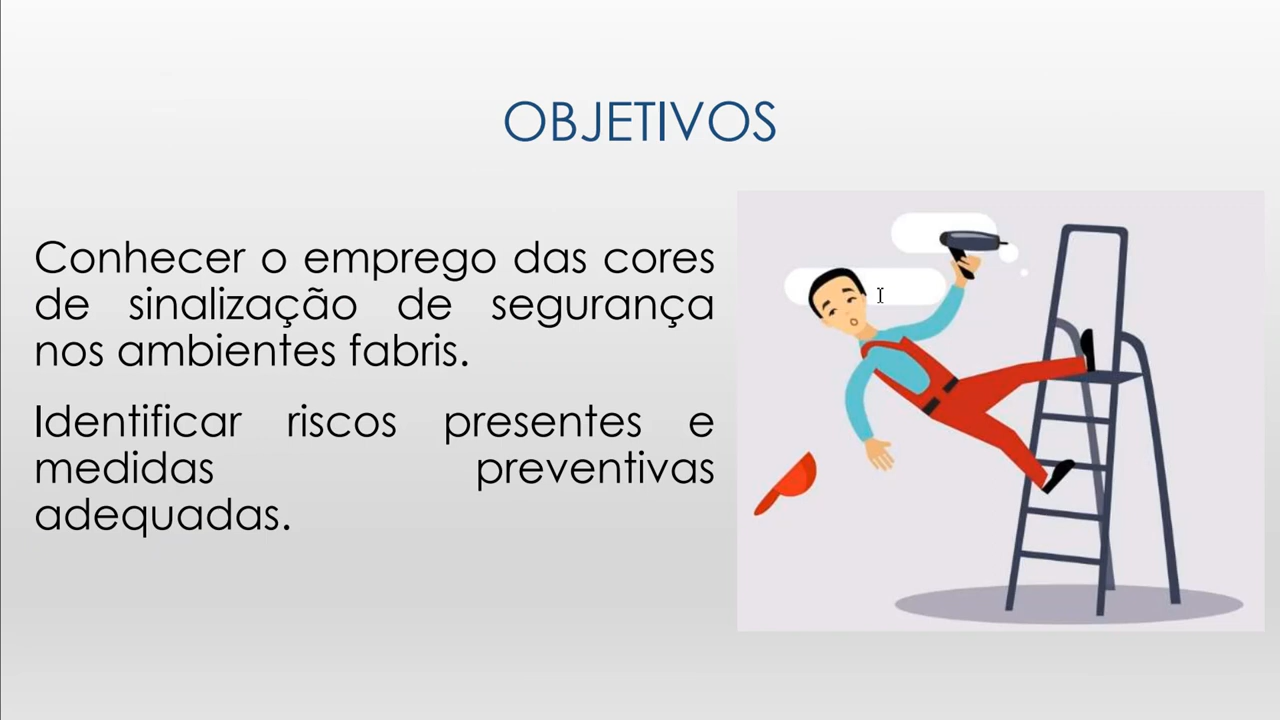 OBJETIVOS
Conhecer o emprego das cores
de sinalização de segurança
nos ambientes fabris.
Identificar riscos presentes e
medidas preventivas
adequadas.